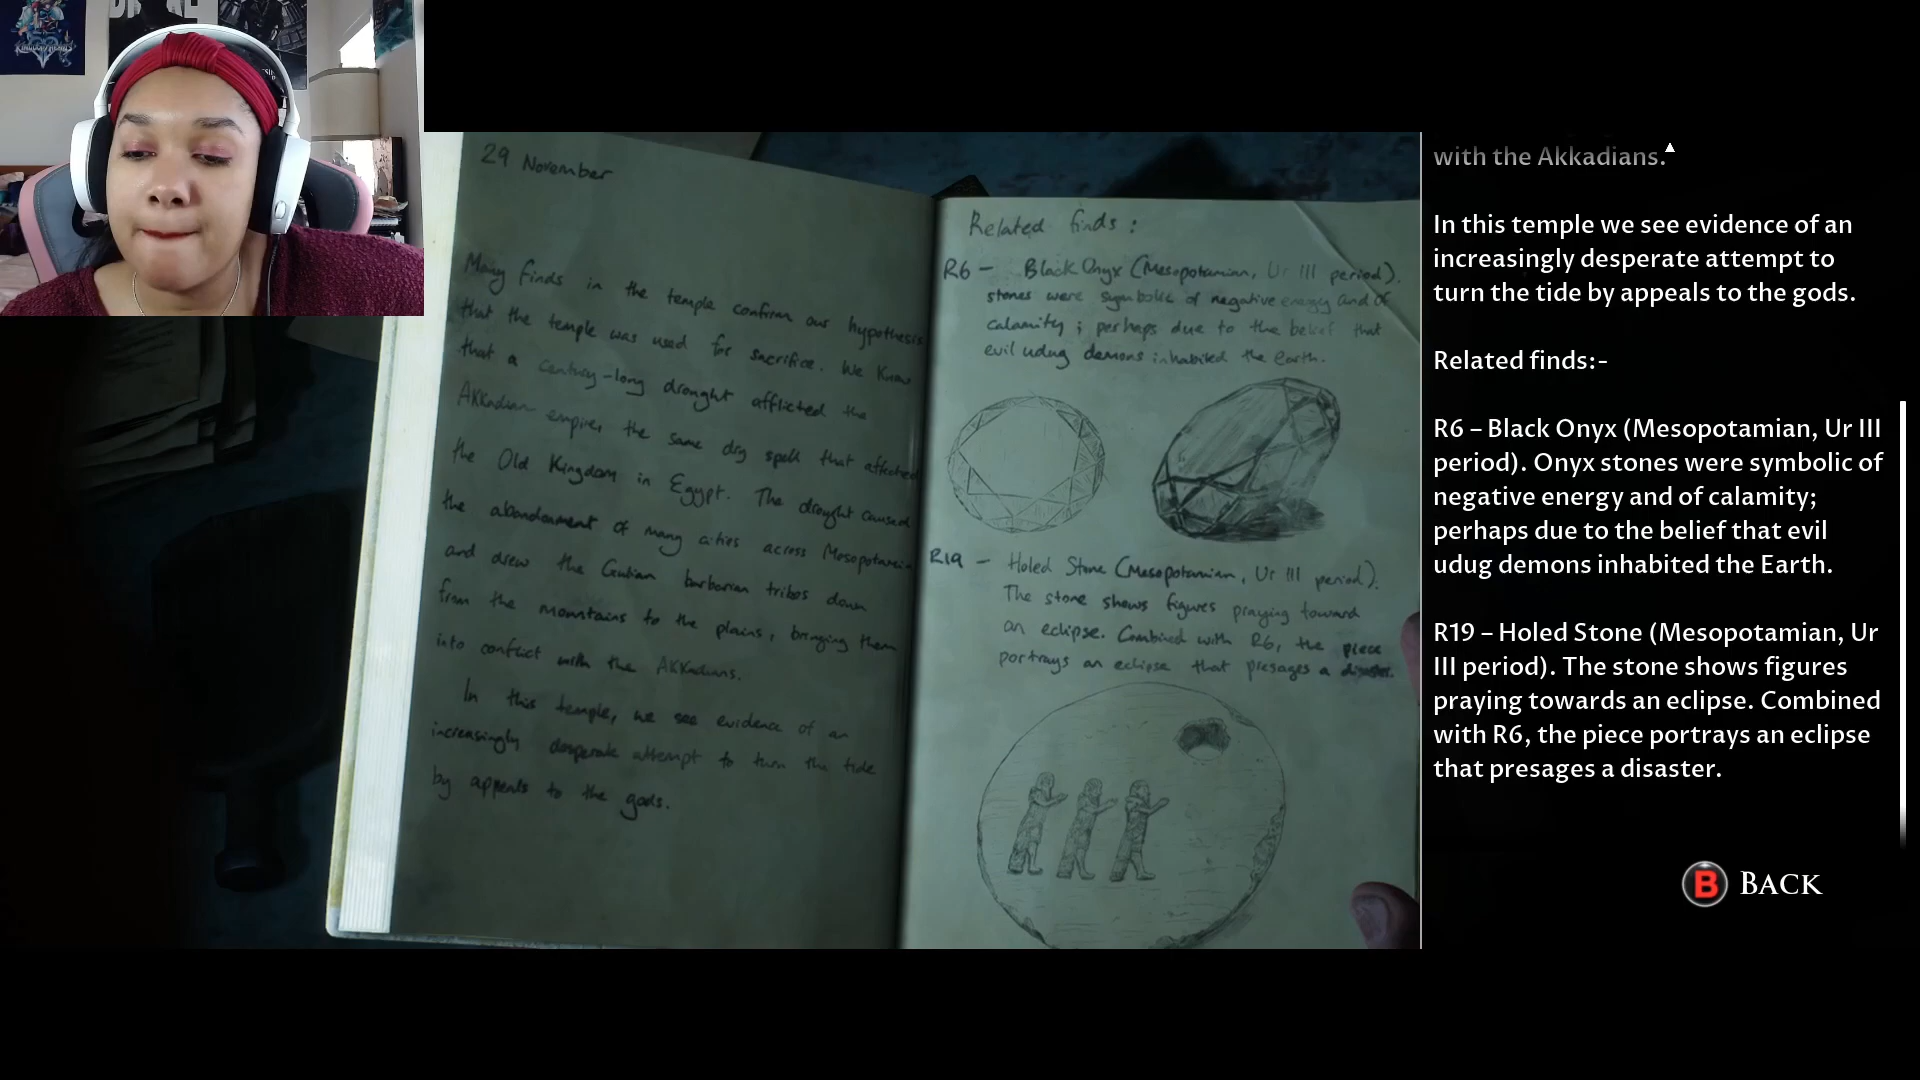 KINGDOM HEARTS
29 November
Many finds in the temple confirm our hypothesis
that the temple was used for sacrifice. We know
that a century-long drought afflicted the
Akkadian empire, the same dry spell that affected
the Old Kingdom in Egypt. The drought caused
the abandonment of many cities across Mesopotamia
and drew the Gutian barbarian tribes down
from the mountains to the plains, bringing them
into conflict with the Akkadians.
In this temple, we see evidence of an
increasingly desperate attempt to turn the tide
by appeals to the gods.
Related finds:
R6 - Black Onyx (Mesopotamian, Ur III period).
stones were symbolic of negative energy and of
calamity; perhaps due to the belief that
evil udug demons inhabited the earth.
R19 - Holed Stone (Mesopotamian, Ur III period).
The stone shows figures praying toward
an eclipse. Combined with R6, the piece
portrays an eclipse that presages a disaster.
with the Akkadians.
In this temple we see evidence of an
increasingly desperate attempt to
turn the tide by appeals to the gods.
Related finds:-
R6 – Black Onyx (Mesopotamian, Ur III
period). Onyx stones were symbolic of
negative energy and of calamity;
perhaps due to the belief that evil
udug demons inhabited the Earth.
R19 – Holed Stone (Mesopotamian, Ur
III period). The stone shows figures
praying towards an eclipse. Combined
with R6, the piece portrays an eclipse
that presages a disaster.
B BACK